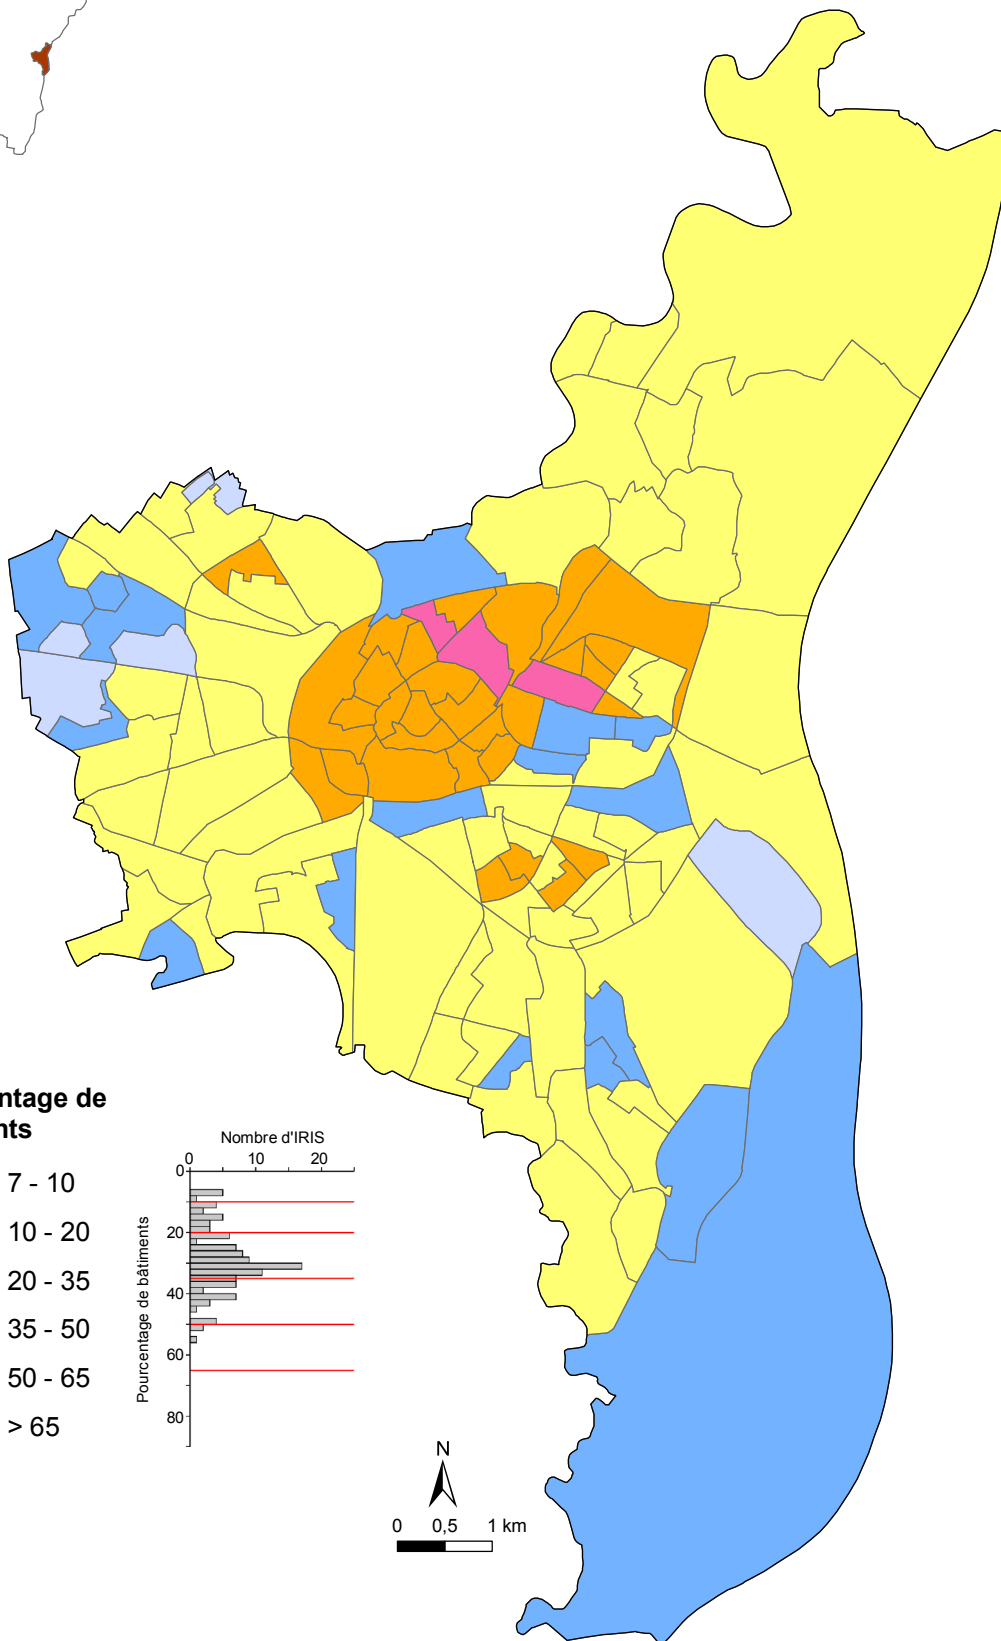 ntage de
nts
7 - 10
10 - 20
20 - 35
35 - 50
50 - 65
> 65
Nombre d'IRIS
0 10 20
0
20
40
60
80
Pourcentage de bâtiments
N
0 0,5 1 km